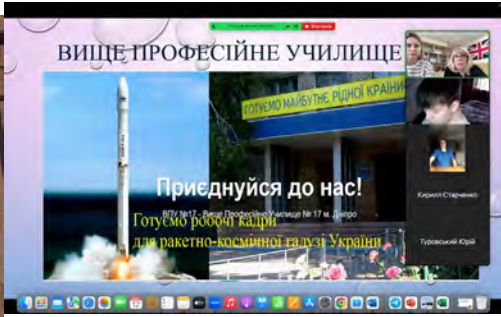 ВИЩЕ ПРОФЕСІЙНЕ УЧИЛИЩЕ
ГОТУЄМО МАЙБУТНЄ РІДНОЇ КРАЇНИ
Приєднуйся до нас!
ВПУ №17 - Вище Професійне Училище № 17 м. Дніпро
Готуємо робочі кадри
для ракетно-космічної галузі України
Кирилл Старченко
Туровський Юрій